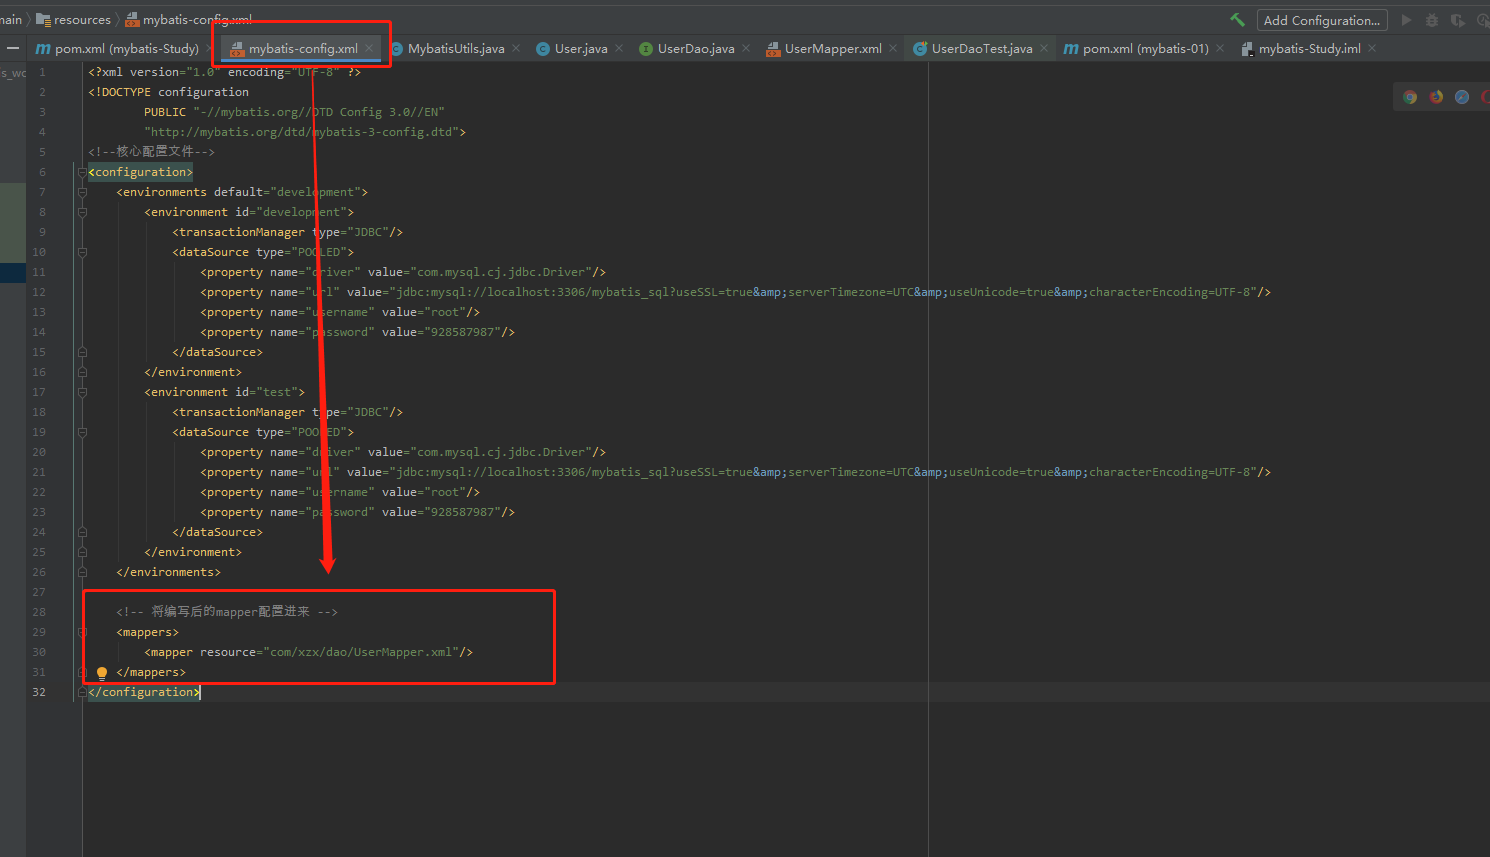 main resources mybatis-config.xml Add Configuration...
pom.xml (mybatis-Study) mybatis-config.xml MybatisUtils.java User.java UserDao.java UserMapper.xml UserDaoTest.java pom.xml (mybatis-01) mybatis-Study.iml
1 <?xml version="1.0" encoding="UTF-8" ?>
2 <!DOCTYPE configuration
3 PUBLIC "-//mybatis.org//DTD Config 3.0//EN"
4 "http://mybatis.org/dtd/mybatis-3-config.dtd">
5 <!--核心配置文件-->
6 <configuration>
7 <environments default="development">
8 <environment id="development">
9 <transactionManager type="JDBC"/>
10 <dataSource type="POOLED">
11 <property name="driver" value="com.mysql.cj.jdbc.Driver"/>
12 <property name="url" value="jdbc:mysql://localhost:3306/mybatis_sql?useSSL=true&amp;serverTimezone=UTC&amp;useUnicode=true&amp;characterEncoding=UTF-8"/>
13 <property name="username" value="root"/>
14 <property name="password" value="928587987"/>
15 </dataSource>
16 </environment>
17 <environment id="test">
18 <transactionManager type="JDBC"/>
19 <dataSource type="POOLED">
20 <property name="driver" value="com.mysql.cj.jdbc.Driver"/>
21 <property name="url" value="jdbc:mysql://localhost:3306/mybatis_sql?useSSL=true&amp;serverTimezone=UTC&amp;useUnicode=true&amp;characterEncoding=UTF-8"/>
22 <property name="username" value="root"/>
23 <property name="password" value="928587987"/>
24 </dataSource>
25 </environment>
26 </environments>
27
28 <!-- 将编写后的mapper配置进来 -->
29 <mappers>
30 <mapper resource="com/xzx/dao/UserMapper.xml"/>
31 </mappers>
32 </configuration>